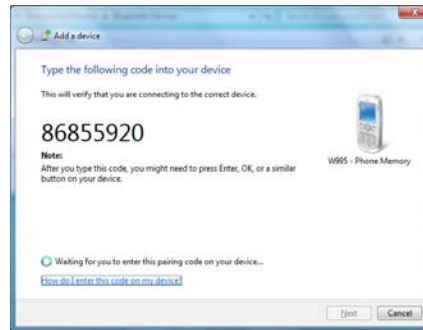 Add a device
Type the following code into your device
This will verify that you are connecting to the correct device.
86855920
Note:
After you type this code, you might need to press Enter, OK, or a similar
button on your device.
W995 - Phone Memory
Waiting for you to enter this pairing code on your device...
How do I enter this code on my device?
Next
Cancel